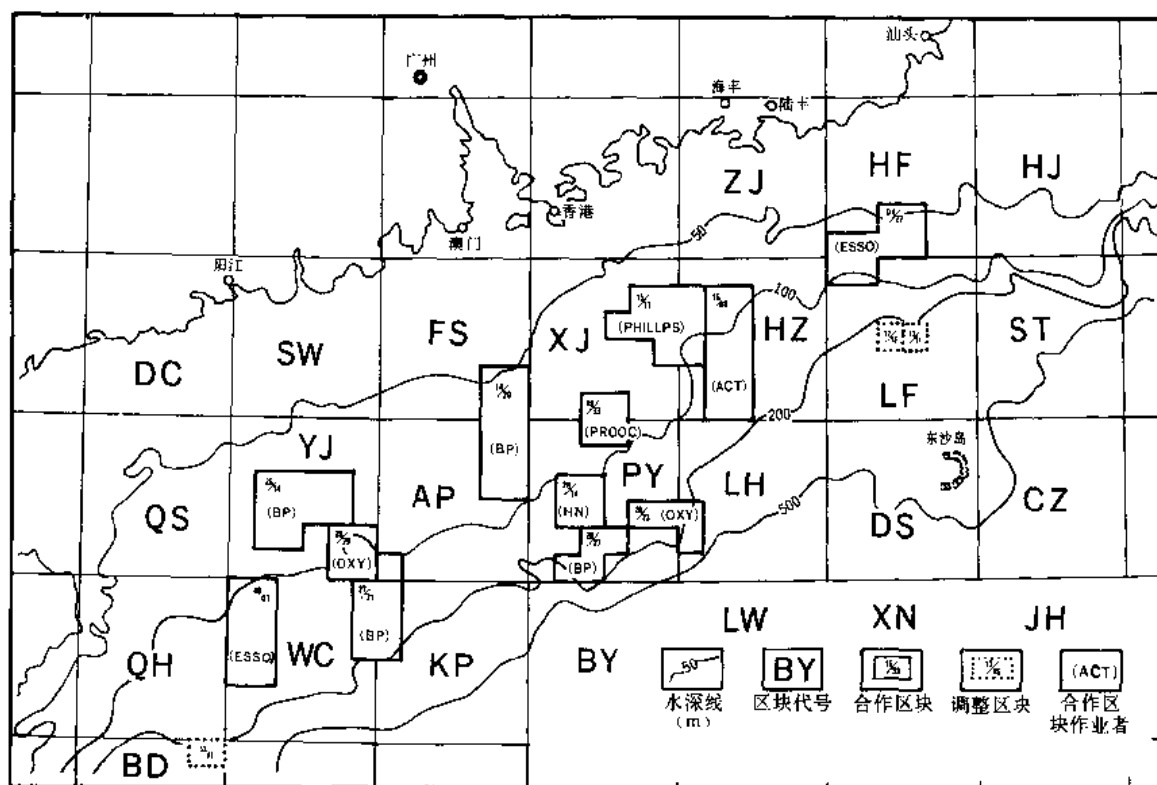 汕头
广州
海丰
陆丰
ZJ
HF
HJ
香港
澳门
50
(ESSO)
阳江
100
FS
XJ
(PHILLPS)
HZ
ST
DC
SW
(ACT)
LF
200
(PROOC)
(BP)
东沙岛
YJ
QS
(BP)
AP
(HN)
PY
(OXY)
LH
500
DS
CZ
(OXY)
(BP)
QH
(ESSO)
WC
(BP)
KP
BY
LW
XN
JH
BD
50
BY
(ACT)
水深线
(m)
区块代号
合作区块
调整区块
合作区
块作业者